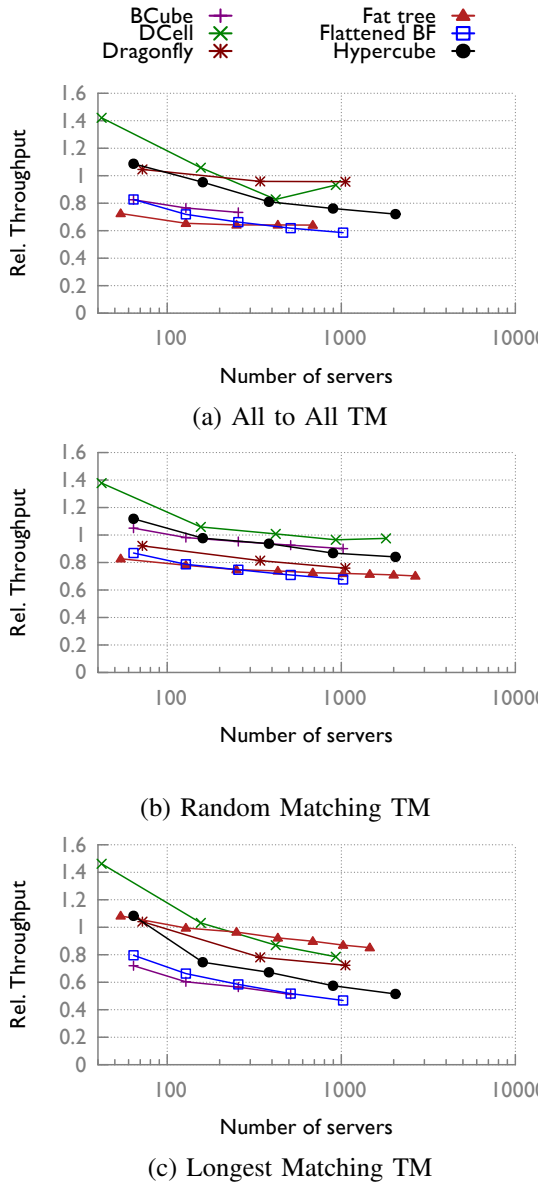 BCube
DCell
Dragonfly
Fat tree
Flattened BF
Hypercube
1.6
1.4
1.2
1
0.8
0.6
0.4
0.2
0
Rel. Throughput
100 1000 10000
Number of servers
(a) All to All TM
1.6
1.4
1.2
1
0.8
0.6
0.4
0.2
0
Rel. Throughput
100 1000 10000
Number of servers
(b) Random Matching TM
1.6
1.4
1.2
1
0.8
0.6
0.4
0.2
0
Rel. Throughput
100 1000 10000
Number of servers
(c) Longest Matching TM